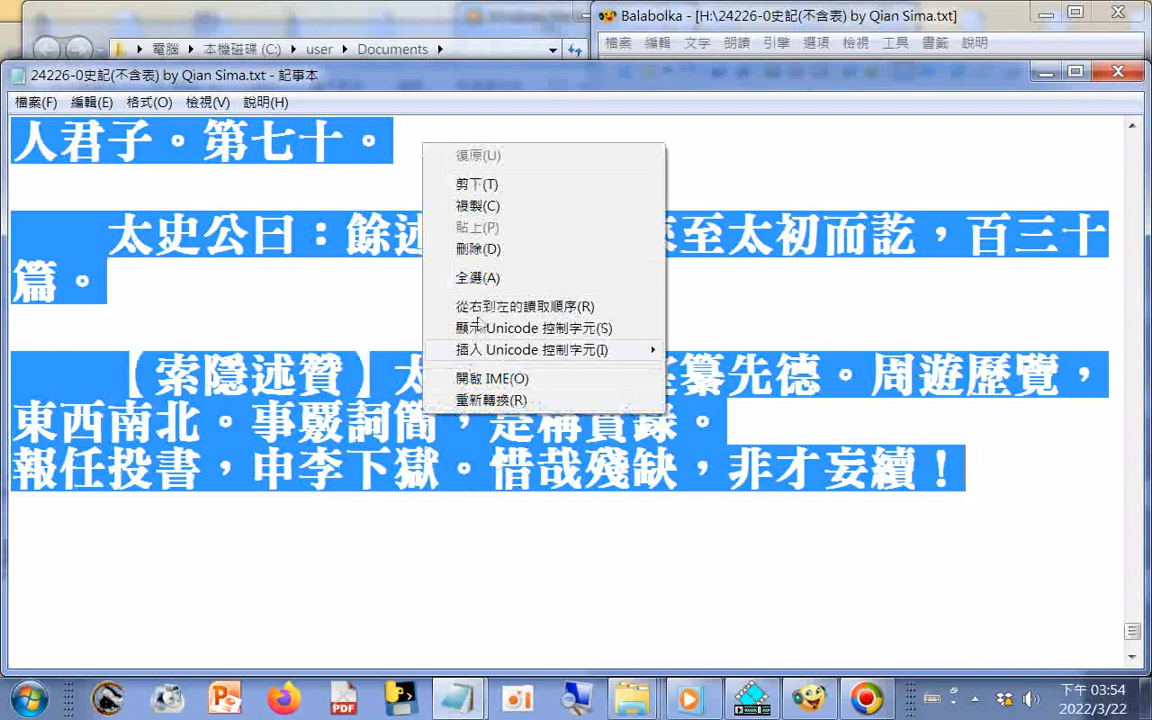 Balabolka - [H:\24226-0史記(不含表) by Qian Sima.txt]
電腦 本機磁碟 (C:) user Documents
檔案 編輯 文字 朗讀 引擎 選項 檢視 工具 書籤 說明
24226-0史記(不含表) by Qian Sima.txt - 記事本
檔案(F) 編輯(E) 格式(O) 檢視(V) 說明(H)
人君子。第七十。
太史公曰：餘述 來至太初而訖，百三十
篇。
【索隱述贊】太 纂先德。周遊歷覽，
東西南北。事覈詞簡，是稱實錄。
報任投書，申李下獄。惜哉殘缺，非才妄續！
復原(U)
剪下(T)
複製(C)
貼上(P)
刪除(D)
全選(A)
從右到左的讀取順序(R)
顯示 Unicode 控制字元(S)
插入 Unicode 控制字元(I)
開啟 IME(O)
重新轉換(R)
PDF
下午 03:54
2022/3/22